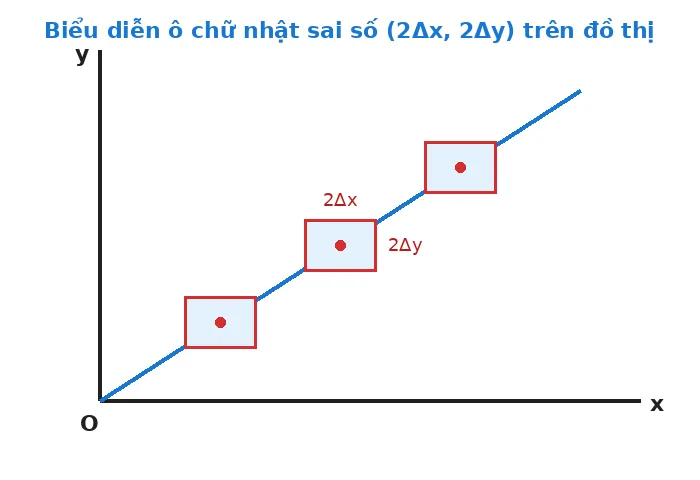 Biểu diễn ô chữ nhật sai số (2Δx, 2Δy) trên đồ thị
y
2Δx
2Δy
x
O